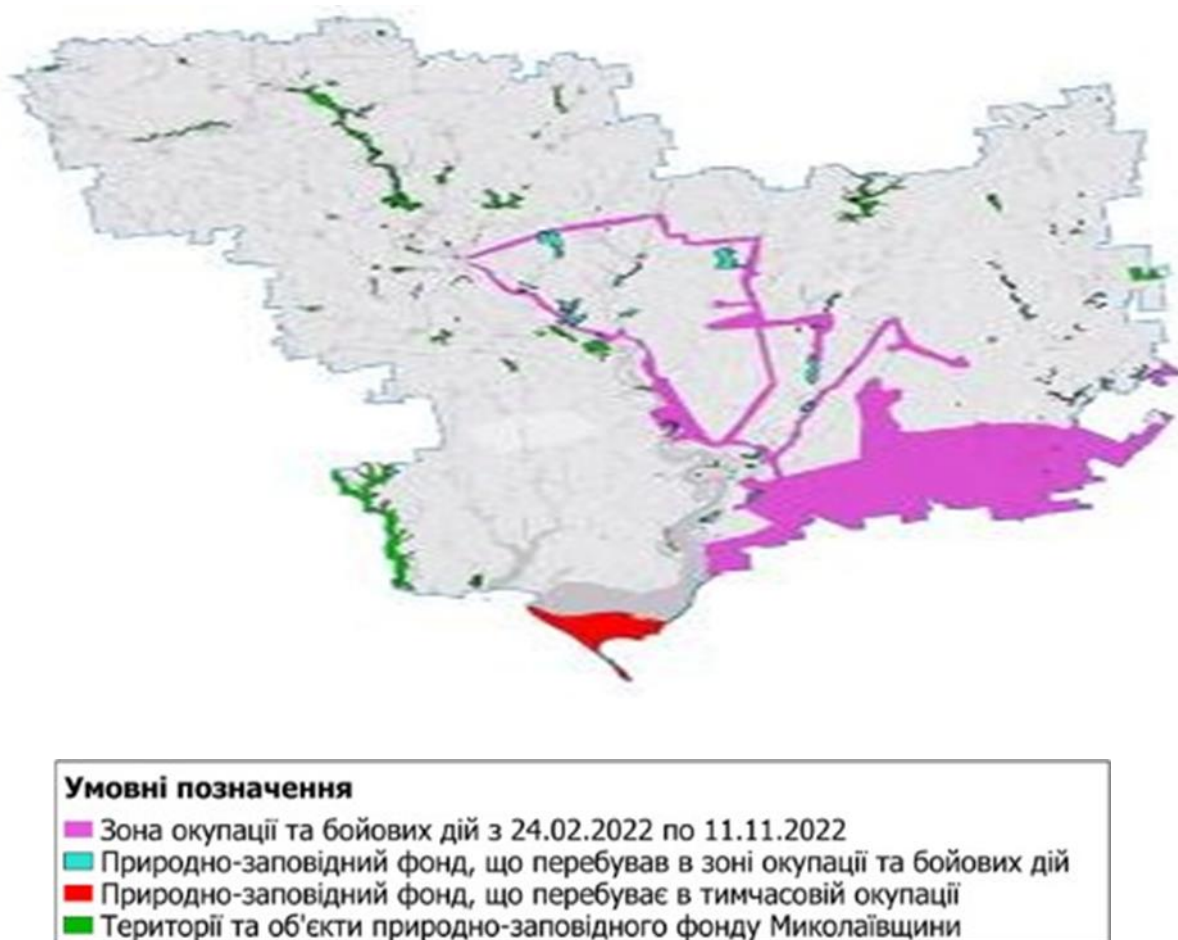 Умовні позначення
Зона окупації та бойових дій з 24.02.2022 по 11.11.2022
Природно-заповідний фонд, що перебував в зоні окупації та бойових дій
Природно-заповідний фонд, що перебуває в тимчасовій окупації
Території та об'єкти природно-заповідного фонду Миколаївщини